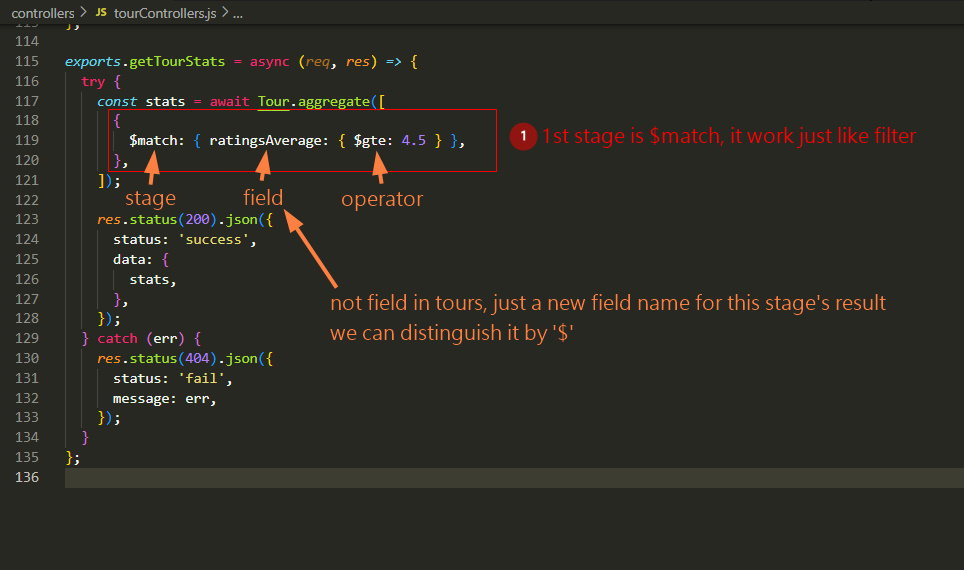 controllers > JS tourControllers.js > ...
113 };
114
115 exports.getTourStats = async (req, res) => {
116 try {
117 const stats = await Tour.aggregate([
118 {
119 $match: { ratingsAverage: { $gte: 4.5 } },
1 1st stage is $match, it work just like filter
120 },
121 ]);
stage field operator
122
123 res.status(200).json({
124 status: 'success',
125 data: {
126 stats,
127 },
not field in tours, just a new field name for this stage's result
128 });
we can distinguish it by '$'
129 } catch (err) {
130 res.status(404).json({
131 status: 'fail',
132 message: err,
133 });
134 }
135 };
136